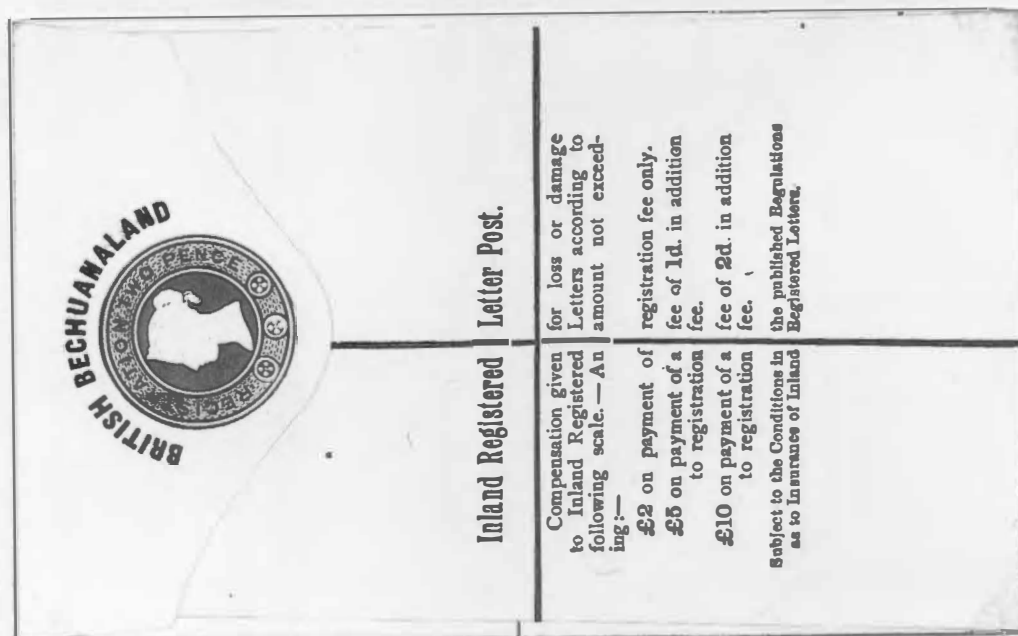 BRITISH BECHUANALAND
REGISTRATION TWO PENCE
Inland Registered Letter Post.
Compensation given for loss or damage
to Inland Registered Letters according to
following scale.—An amount not exceed-
ing:—
£2 on payment of registration fee only.
£5 on payment of a fee of 1d. in addition
to registration fee.
£10 on payment of a fee of 2d. in addition
to registration fee.
Subject to the Conditions in the published Regulations
as to Insurance of Inland Registered Letters.